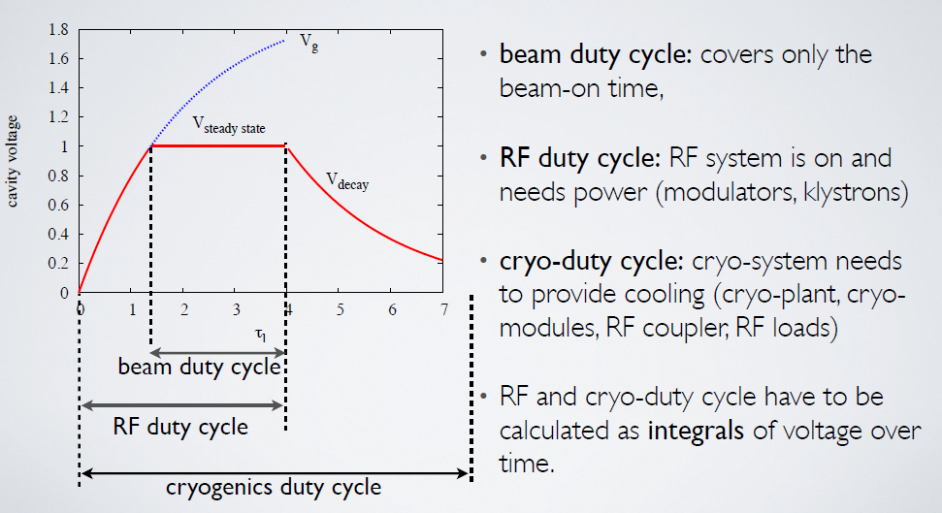 1.8
1.6
1.4
1.2
1
0.8
0.6
0.4
0.2
0
cavity voltage
Vg
Vsteady state
Vdecay
0 1 2 3 4 5 6 7
τl
beam duty cycle
RF duty cycle
cryogenics duty cycle
• beam duty cycle: covers only the
beam-on time,
• RF duty cycle: RF system is on and
needs power (modulators, klystrons)
• cryo-duty cycle: cryo-system needs
to provide cooling (cryo-plant, cryo-
modules, RF coupler, RF loads)
• RF and cryo-duty cycle have to be
calculated as integrals of voltage over
time.